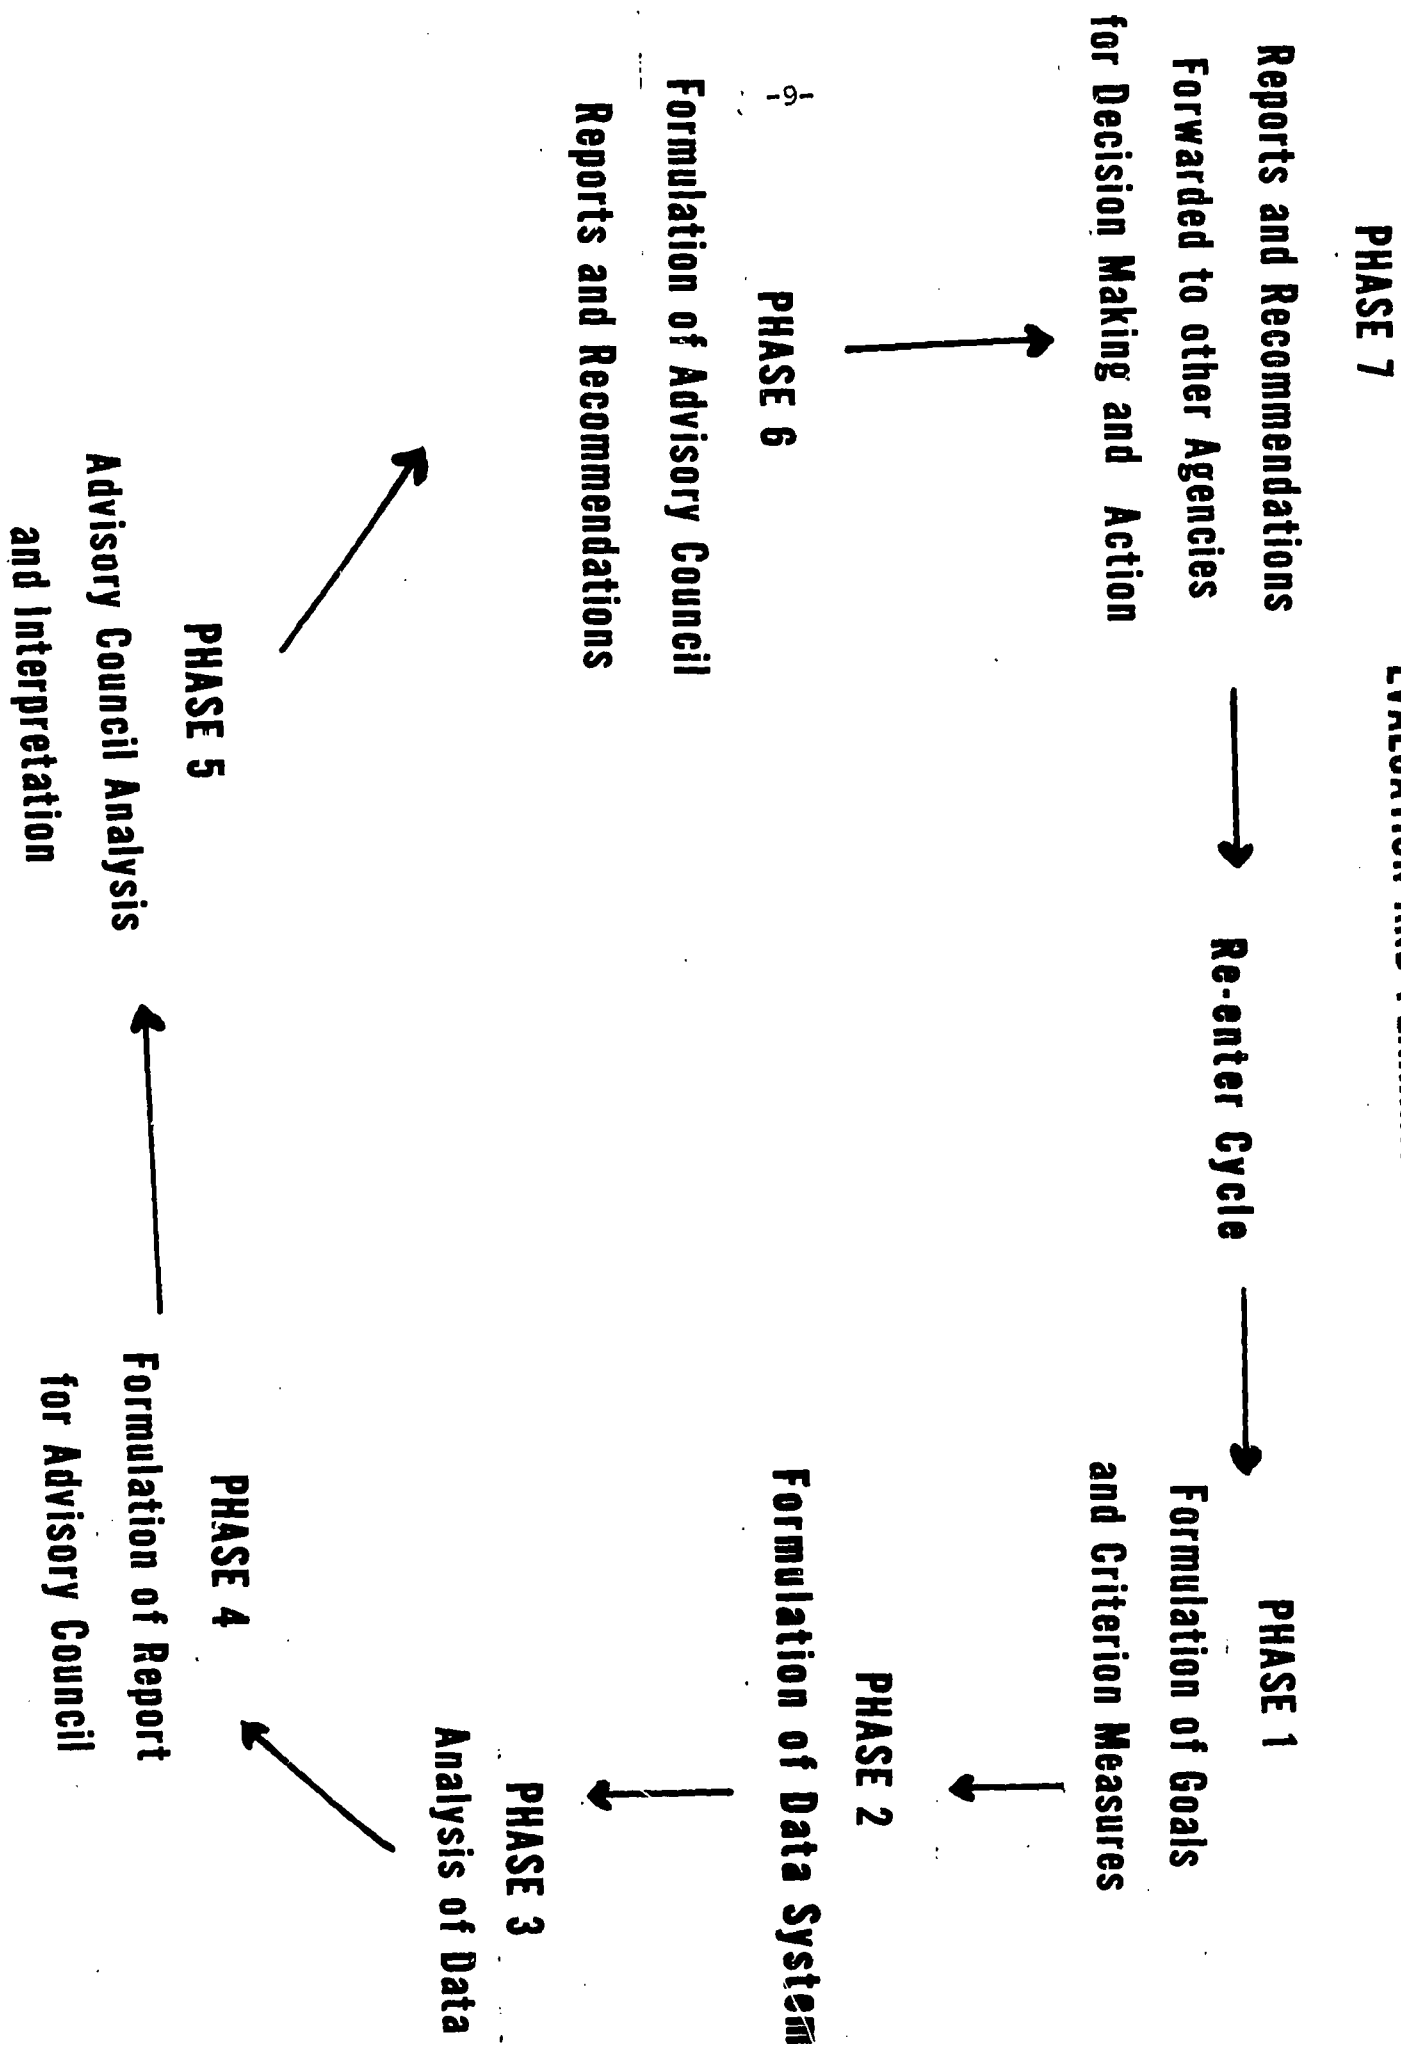 EVALUATION AND
PHASE 7
Reports and Recommendations
Forwarded to other Agencies
for Decision Making and Action
Re-enter Cycle
PHASE 1
Formulation of Goals
and Criterion Measures
PHASE 2
Formulation of Data System
PHASE 3
Analysis of Data
PHASE 4
Formulation of Report
for Advisory Council
PHASE 5
Advisory Council Analysis
and Interpretation
PHASE 6
Formulation of Advisory Council
Reports and Recommendations
-9-